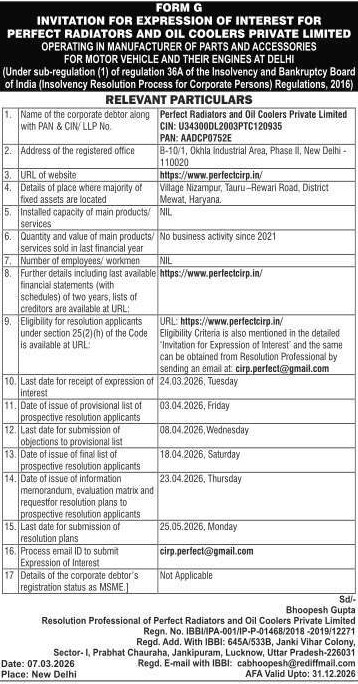 FORM G
INVITATION FOR EXPRESSION OF INTEREST FOR
PERFECT RADIATORS AND OIL COOLERS PRIVATE LIMITED
OPERATING IN MANUFACTURER OF PARTS AND ACCESSORIES
FOR MOTOR VEHICLE AND THEIR ENGINES AT DELHI
(Under sub-regulation (1) of regulation 36A of the Insolvency and Bankruptcy Board
of India (Insolvency Resolution Process for Corporate Persons) Regulations, 2016)
RELEVANT PARTICULARS
1. Name of the corporate debtor along
with PAN & CIN/ LLP No.
Perfect Radiators and Oil Coolers Private Limited
CIN: U34300DL2003PTC120935
PAN: AADCP0752E
2. Address of the registered office
B-10/1, Okhla Industrial Area, Phase II, New Delhi -
110020
3. URL of website
https://www.perfectcirp.in/
4. Details of place where majority of
fixed assets are located
Village Nizampur, Tauru–Rewari Road, District
Mewat, Haryana.
5. Installed capacity of main products/
services
NIL
6. Quantity and value of main products/
services sold in last financial year
No business activity since 2021
7. Number of employees/ workmen
NIL
8. Further details including last available
financial statements (with
schedules) of two years, lists of
creditors are available at URL:
https://www.perfectcirp.in/
9. Eligibility for resolution applicants
under section 25(2)(h) of the Code
is available at URL:
URL: https://www.perfectcirp.in/
Eligibility Criteria is also mentioned in the detailed
'Invitation for Expression of Interest' and the same
can be obtained from Resolution Professional by
sending an email at: cirp.perfect@gmail.com
10. Last date for receipt of expression of
interest
24.03.2026, Tuesday
11. Date of issue of provisional list of
prospective resolution applicants
03.04.2026, Friday
12. Last date for submission of
objections to provisional list
08.04.2026,Wednesday
13. Date of issue of final list of
prospective resolution applicants
18.04.2026, Saturday
14. Date of issue of information
memorandum, evaluation matrix and
requestfor resolution plans to
prospective resolution applicants
23.04.2026, Thursday
15. Last date for submission of
resolution plans
25.05.2026, Monday
16. Process email ID to submit
Expression of Interest
cirp.perfect@gmail.com
17 Details of the corporate debtor's
registration status as MSME.]
Not Applicable
Sd/-
Bhoopesh Gupta
Resolution Professional of Perfect Radiators and Oil Coolers Private Limited
Regn. No. IBBI/IPA-001/IP-P-01468/2018 -2019/12271
Regd. Add. With IBBI: 645A/533B, Janki Vihar Colony,
Sector- I, Prabhat Chauraha, Jankipuram, Lucknow, Uttar Pradesh-226031
Date: 07.03.2026 Regd. E-mail with IBBI: cabhoopesh@rediffmail.com
Place: New Delhi AFA Valid Upto: 31.12.2026